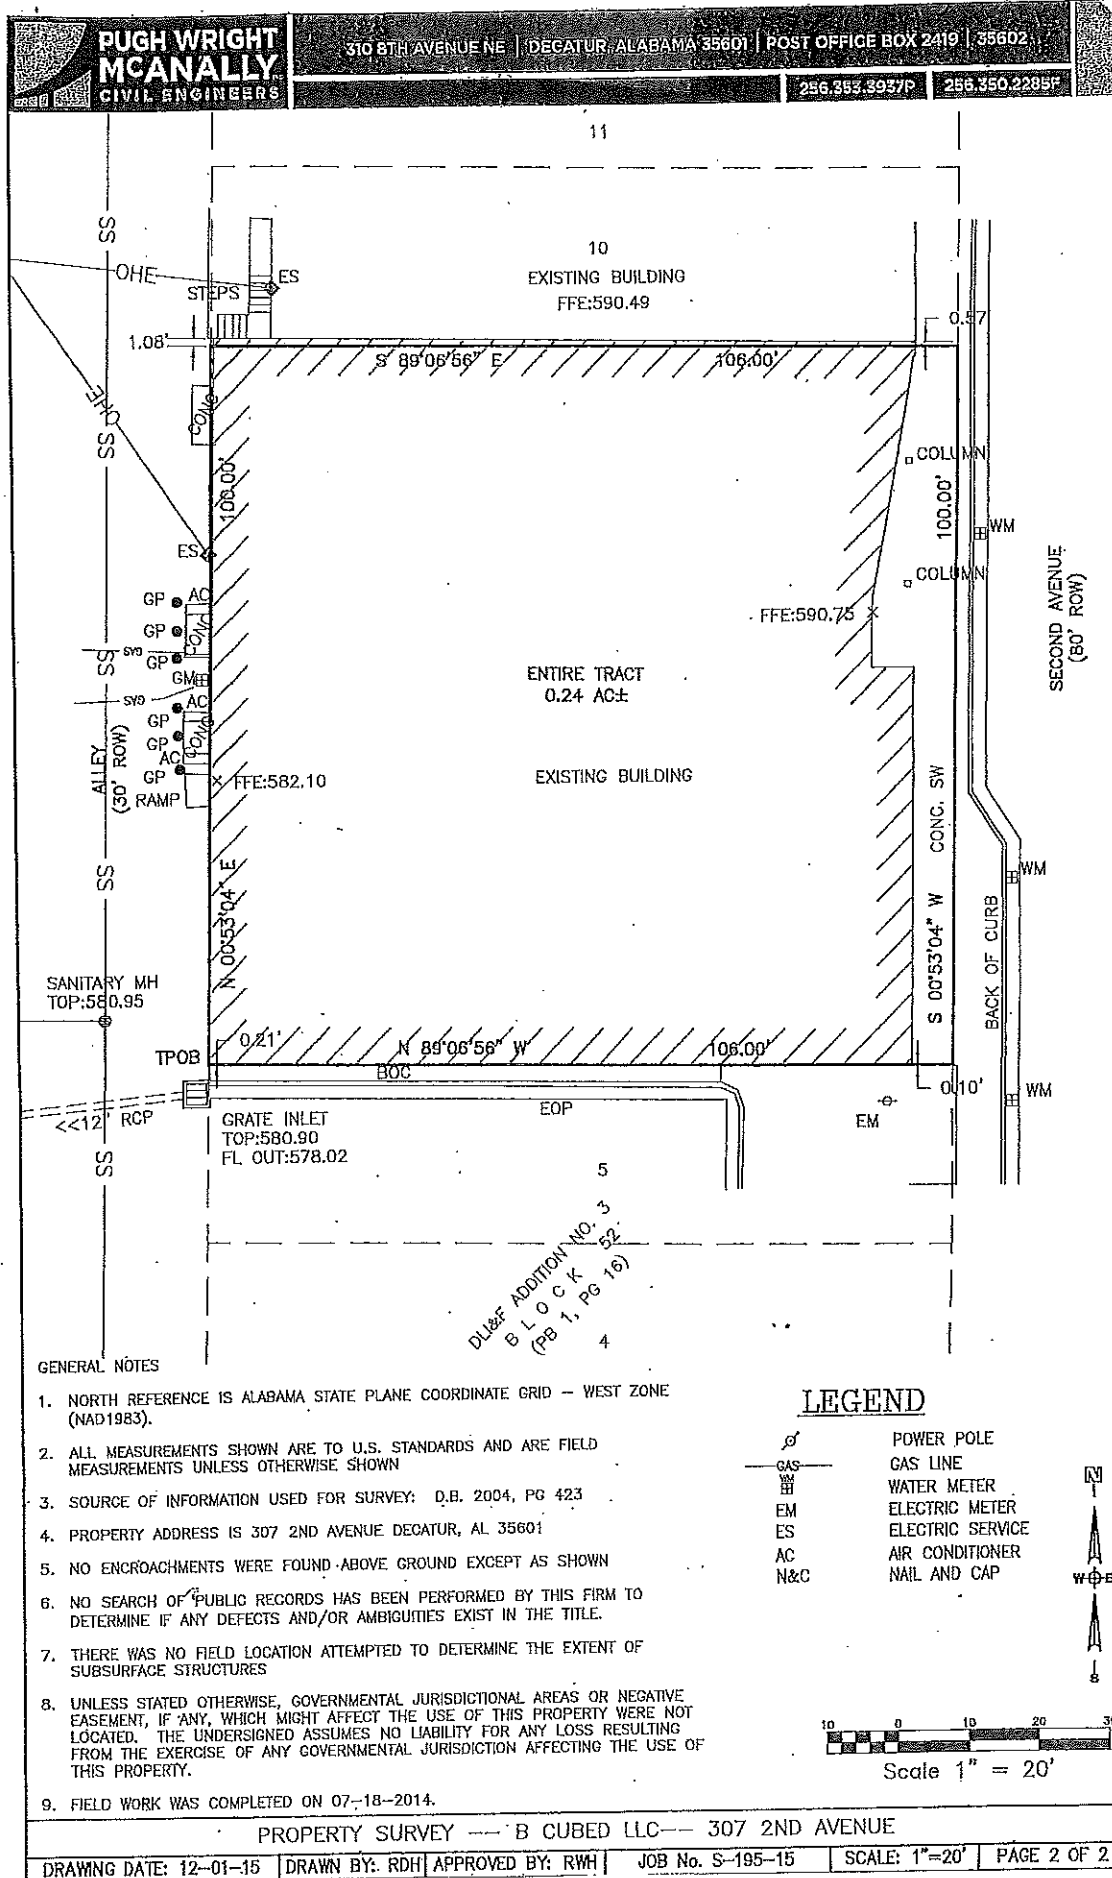 PUGH WRIGHT
MCANALLY
CIVIL ENGINEERS
310 8TH AVENUE NE | DECATUR, ALABAMA 35601 | POST OFFICE BOX 2419 | 35602
256.353.3937P
256.350.2285F
11
10
EXISTING BUILDING
FFE:590.49
SS
OHE
ES
STEPS
0.57
1.08'
S 89°06'56" E
106.00'
OHE
CONC
SS
COLUMN
100.00'
100.00'
WM
ES
COLUMN
SECOND AVENUE
(80' ROW)
GP
AC
GP
CONC
FFE:590.75
GAS
SS
GP
GM
ENTIRE TRACT
0.24 AC±
GAS
AC
GP
CONC
GP
AC
ALLEY
(30' ROW)
GP
EXISTING BUILDING
FFE:582.10
RAMP
CONC. SW
WM
SS
N 00°53'04" E
S 00°53'04" W
BACK OF CURB
SANITARY MH
TOP:580.95
0.21'
N 89°06'56" W
106.00'
TPOB
BOC
0.10'
WM
EOP
<<12" RCP
GRATE INLET
TOP:580.90
FL OUT:578.02
EM
SS
5
DLI&F ADDITION NO. 3
BLOCK 52
(PB 1, PG 16)
4
GENERAL NOTES
1. NORTH REFERENCE IS ALABAMA STATE PLANE COORDINATE GRID – WEST ZONE
(NAD1983).
2. ALL MEASUREMENTS SHOWN ARE TO U.S. STANDARDS AND ARE FIELD
MEASUREMENTS UNLESS OTHERWISE SHOWN
3. SOURCE OF INFORMATION USED FOR SURVEY: D.B. 2004, PG 423
4. PROPERTY ADDRESS IS 307 2ND AVENUE DECATUR, AL 35601
5. NO ENCROACHMENTS WERE FOUND ABOVE GROUND EXCEPT AS SHOWN
6. NO SEARCH OF PUBLIC RECORDS HAS BEEN PERFORMED BY THIS FIRM TO
DETERMINE IF ANY DEFECTS AND/OR AMBIGUITIES EXIST IN THE TITLE.
7. THERE WAS NO FIELD LOCATION ATTEMPTED TO DETERMINE THE EXTENT OF
SUBSURFACE STRUCTURES
8. UNLESS STATED OTHERWISE, GOVERNMENTAL JURISDICTIONAL AREAS OR NEGATIVE
EASEMENT, IF ANY, WHICH MIGHT AFFECT THE USE OF THIS PROPERTY WERE NOT
LOCATED. THE UNDERSIGNED ASSUMES NO LIABILITY FOR ANY LOSS RESULTING
FROM THE EXERCISE OF ANY GOVERNMENTAL JURISDICTION AFFECTING THE USE OF
THIS PROPERTY.
9. FIELD WORK WAS COMPLETED ON 07-18-2014.
LEGEND
POWER POLE
GAS GAS LINE
WM WATER METER
EM ELECTRIC METER
ES ELECTRIC SERVICE
AC AIR CONDITIONER
N&C NAIL AND CAP
N
W E
S
10 0 10 20 30
Scale 1" = 20'
PROPERTY SURVEY –– B CUBED LLC–– 307 2ND AVENUE
DRAWING DATE: 12-01-15 DRAWN BY: RDH APPROVED BY: RWH JOB No. S-195-15 SCALE: 1"=20' PAGE 2 OF 2